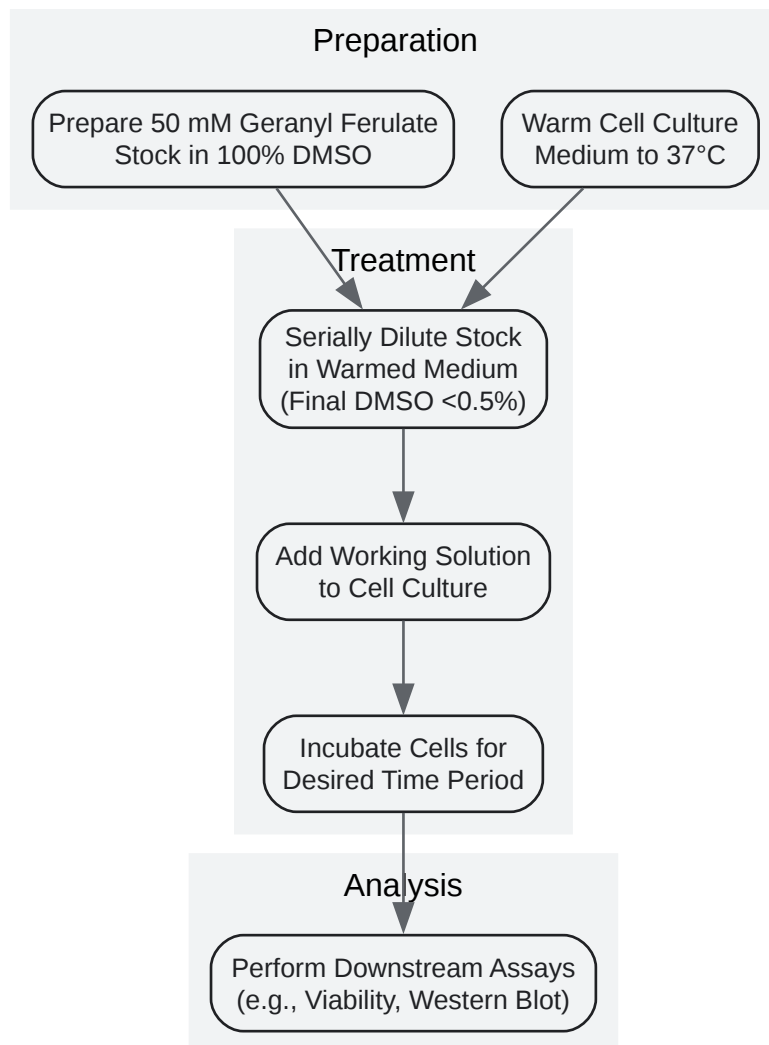 Preparation
Prepare 50 mM Geranyl Ferulate
Stock in 100% DMSO
Warm Cell Culture
Medium to 37°C
Treatment
Serially Dilute Stock
in Warmed Medium
(Final DMSO <0.5%)
Add Working Solution
to Cell Culture
Incubate Cells for
Desired Time Period
Analysis
Perform Downstream Assays
(e.g., Viability, Western Blot)